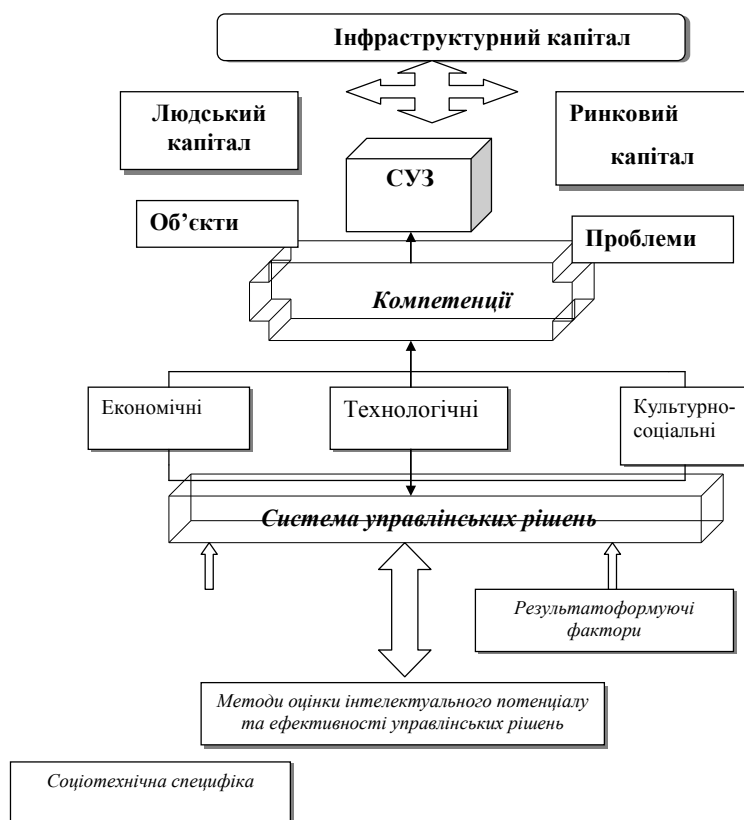 Інфраструктурний капітал
Людський
капітал
Ринковий
капітал
СУЗ
Об’єкти
Проблеми
Компетенції
Економічні
Технологічні
Культурно-
соціальні
Система управлінських рішень
Результатоформуючі
фактори
Методи оцінки інтелектуального потенціалу
та ефективності управлінських рішень
Соціотехнічна специфіка